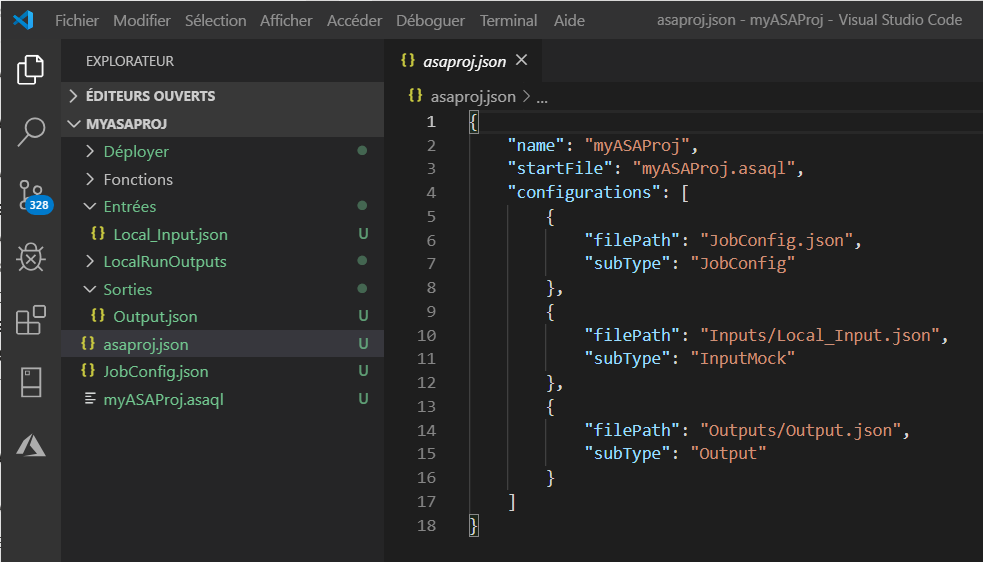 Fichier Modifier Sélection Afficher Accéder Déboguer Terminal Aide asaproj.json - myASAProj - Visual Studio Code
EXPLORATEUR
ÉDITEURS OUVERTS
MYASAPROJ
Déployer
Fonctions
Entrées
{} Local_Input.json U
LocalRunOutputs
Sorties
{} Output.json U
{} asaproj.json U
{} JobConfig.json U
myASAProj.asaql U
328
{} asaproj.json ×
{} asaproj.json > ...
1 {
2 "name": "myASAProj",
3 "startFile": "myASAProj.asaql",
4 "configurations": [
5 {
6 "filePath": "JobConfig.json",
7 "subType": "JobConfig"
8 },
9 {
10 "filePath": "Inputs/Local_Input.json",
11 "subType": "InputMock"
12 },
13 {
14 "filePath": "Outputs/Output.json",
15 "subType": "Output"
16 }
17 ]
18 }